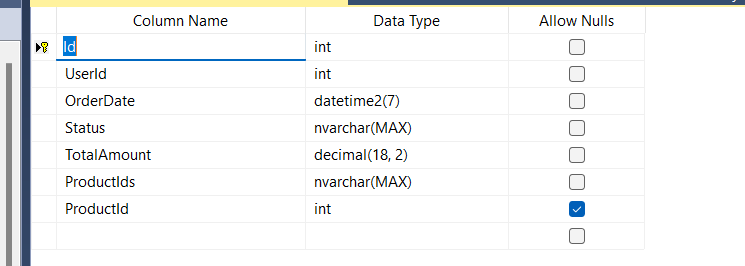 Column Name Data Type Allow Nulls
Id int
UserId int
OrderDate datetime2(7)
Status nvarchar(MAX)
TotalAmount decimal(18, 2)
ProductIds nvarchar(MAX)
ProductId int